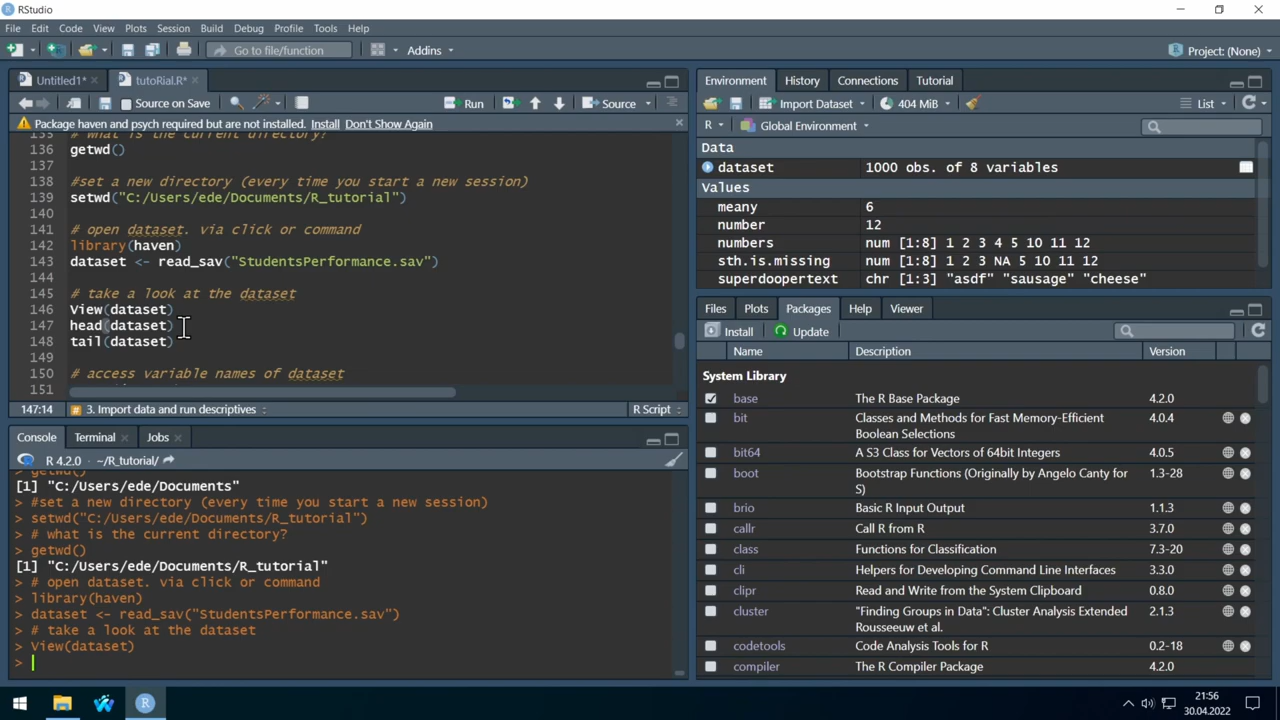 RStudio
File Edit Code View Plots Session Build Debug Profile Tools Help
Go to file/function Addins Project: (None)
Untitled1* tutoRial.R*
Source on Save Run Source
Package haven and psych required but are not installed. Install Don't Show Again
135 # what is the current directory?
136 getwd()
137
138 #set a new directory (every time you start a new session)
139 setwd("C:/Users/ede/Documents/R_tutorial")
140
141 # open dataset. via click or command
142 library(haven)
143 dataset <- read_sav("StudentsPerformance.sav")
144
145 # take a look at the dataset
146 View(dataset)
147 head(dataset)
148 tail(dataset)
149
150 # access variable names of dataset
151
147:14 # 3. Import data and run descriptives : R Script
Console Terminal Jobs
R 4.2.0 · ~/R_tutorial/
> getwd()
[1] "C:/Users/ede/Documents"
> #set a new directory (every time you start a new session)
> setwd("C:/Users/ede/Documents/R_tutorial")
> # what is the current directory?
> getwd()
[1] "C:/Users/ede/Documents/R_tutorial"
> # open dataset. via click or command
> library(haven)
> dataset <- read_sav("StudentsPerformance.sav")
> # take a look at the dataset
> View(dataset)
>
Environment History Connections Tutorial
Import Dataset 404 MiB List
R Global Environment
Data
dataset 1000 obs. of 8 variables
Values
meany 6
number 12
numbers num [1:8] 1 2 3 4 5 10 11 12
sth.is.missing num [1:8] 1 2 3 NA 5 10 11 12
superdoopertext chr [1:3] "asdf" "sausage" "cheese"
Files Plots Packages Help Viewer
Install Update
Name Description Version
System Library
base The R Base Package 4.2.0
bit Classes and Methods for Fast Memory-Efficient Boolean Selections 4.0.4
bit64 A S3 Class for Vectors of 64bit Integers 4.0.5
boot Bootstrap Functions (Originally by Angelo Canty for S) 1.3-28
brio Basic R Input Output 1.1.3
callr Call R from R 3.7.0
class Functions for Classification 7.3-20
cli Helpers for Developing Command Line Interfaces 3.3.0
clipr Read and Write from the System Clipboard 0.8.0
cluster "Finding Groups in Data": Cluster Analysis Extended Rousseeuw et al. 2.1.3
codetools Code Analysis Tools for R 0.2-18
compiler The R Compiler Package 4.2.0
21:56
30.04.2022